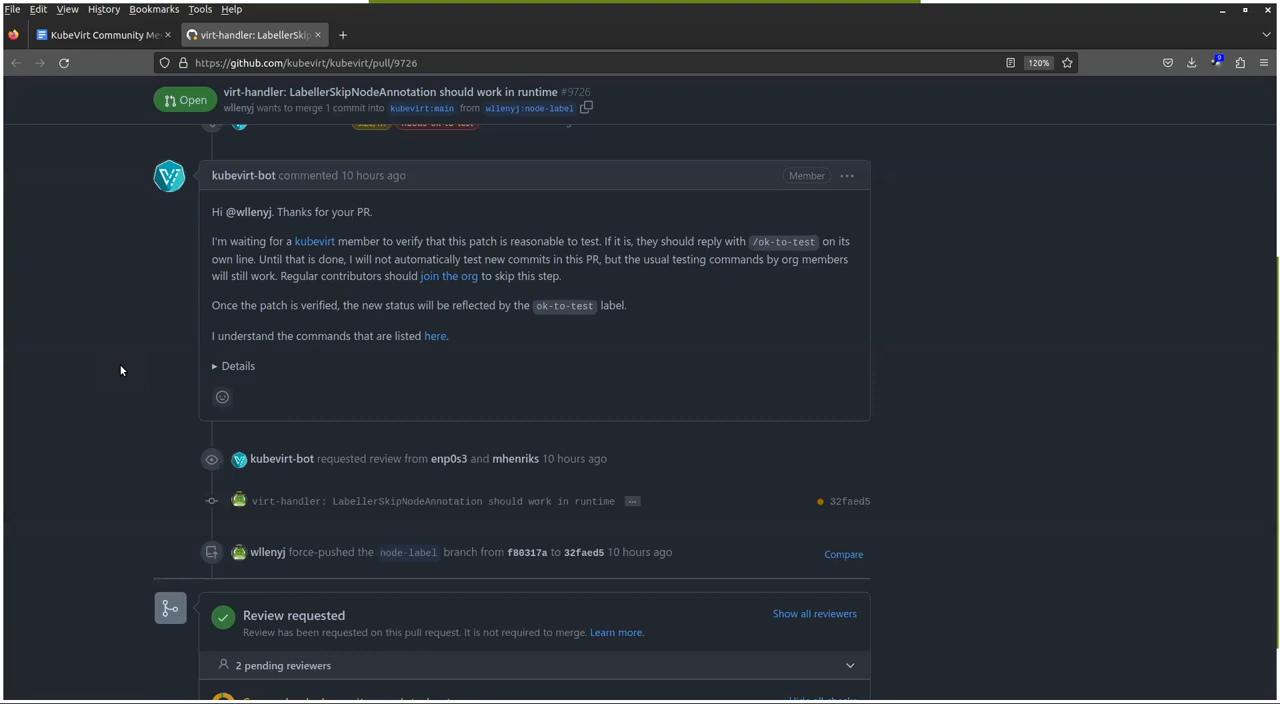 File Edit View History Bookmarks Tools Help
KubeVirt Community Me virt-handler: LabellerSki
https://github.com/kubevirt/kubevirt/pull/9726 120% 0
Open virt-handler: LabellerSkipNodeAnnotation should work in runtime #9726
wllenyj wants to merge 1 commit into kubevirt:main from wllenyj:node-label
kubevirt-bot commented 10 hours ago Member
Hi @wllenyj. Thanks for your PR.
I'm waiting for a kubevirt member to verify that this patch is reasonable to test. If it is, they should reply with /ok-to-test on its
own line. Until that is done, I will not automatically test new commits in this PR, but the usual testing commands by org members
will still work. Regular contributors should join the org to skip this step.
Once the patch is verified, the new status will be reflected by the ok-to-test label.
I understand the commands that are listed here.
Details
kubevirt-bot requested review from enp0s3 and mhenriks 10 hours ago
virt-handler: LabellerSkipNodeAnnotation should work in runtime ... 32faed5
wllenyj force-pushed the node-label branch from f80317a to 32faed5 10 hours ago Compare
Review requested Show all reviewers
Review has been requested on this pull request. It is not required to merge. Learn more.
2 pending reviewers
Hide all checks